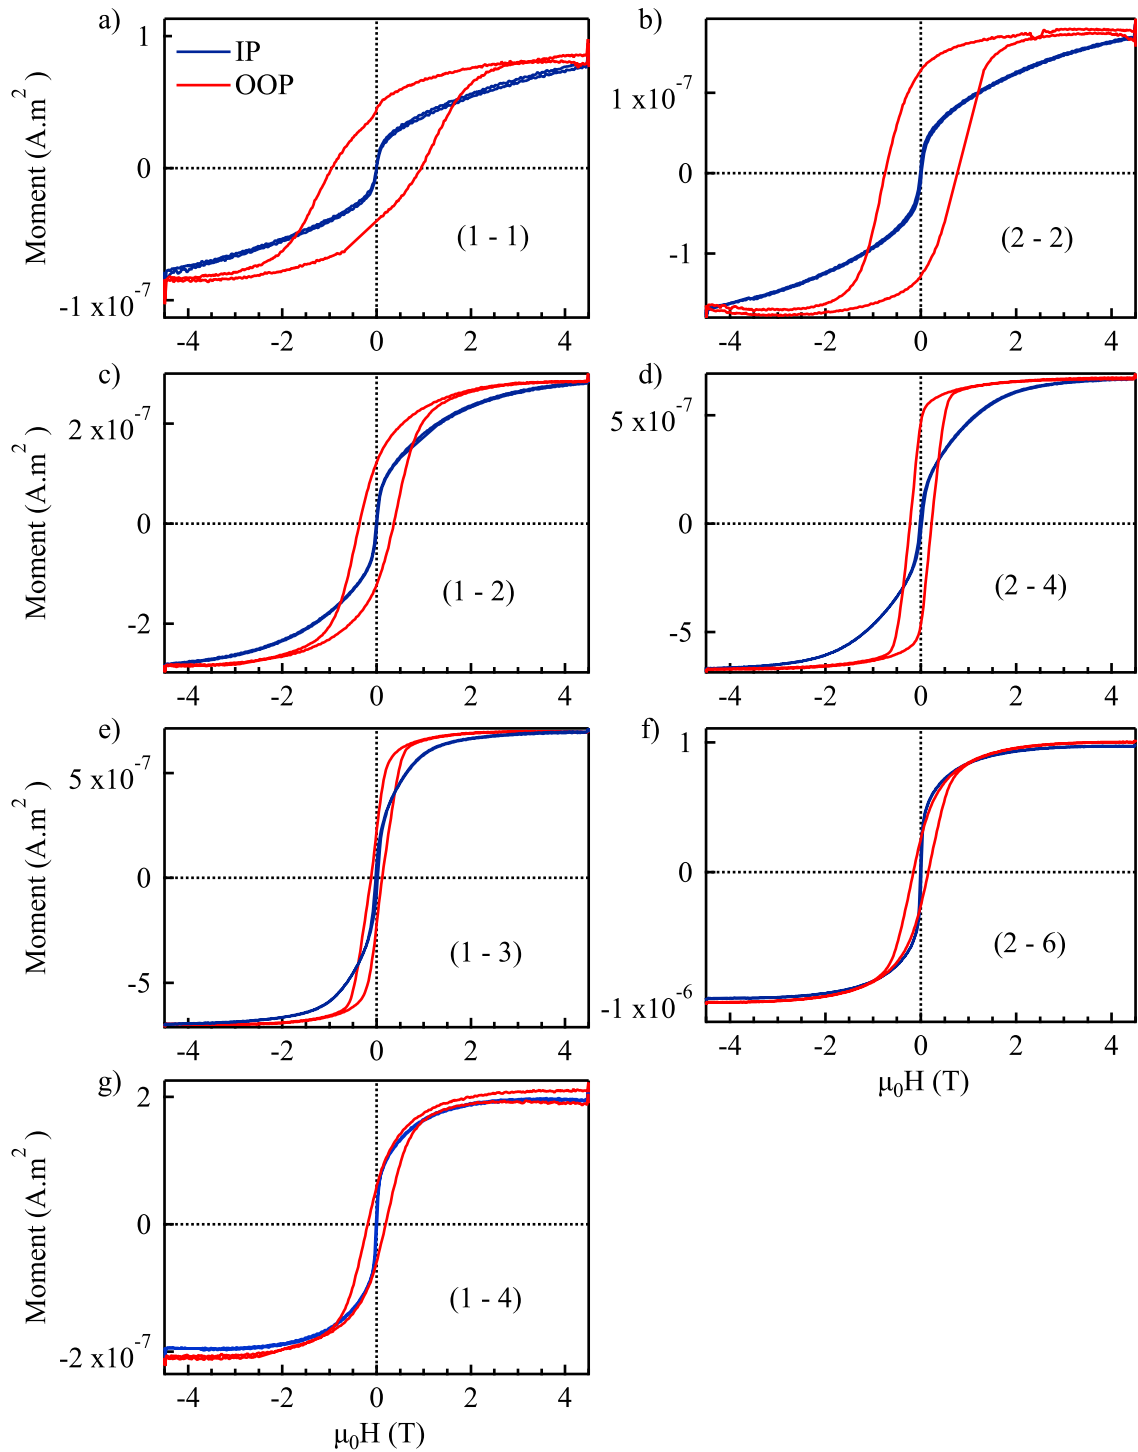 a)
1
IP
OOP
0
Moment (A.m²)
(1 - 1)
-1 x10⁻⁷
-4 -2 0 2 4
b)
1 x10⁻⁷
0
-1
(2 - 2)
-4 -2 0 2 4
c)
2 x10⁻⁷
0
Moment (A.m²)
(1 - 2)
-2
-4 -2 0 2 4
d)
5 x10⁻⁷
0
(2 - 4)
-5
-4 -2 0 2 4
e)
5 x10⁻⁷
0
Moment (A.m²)
(1 - 3)
-5
-4 -2 0 2 4
f)
1
0
(2 - 6)
-1 x10⁻⁶
-4 -2 0 2 4
μ₀H (T)
g)
2
0
Moment (A.m²)
(1 - 4)
-2 x10⁻⁷
-4 -2 0 2 4
μ₀H (T)